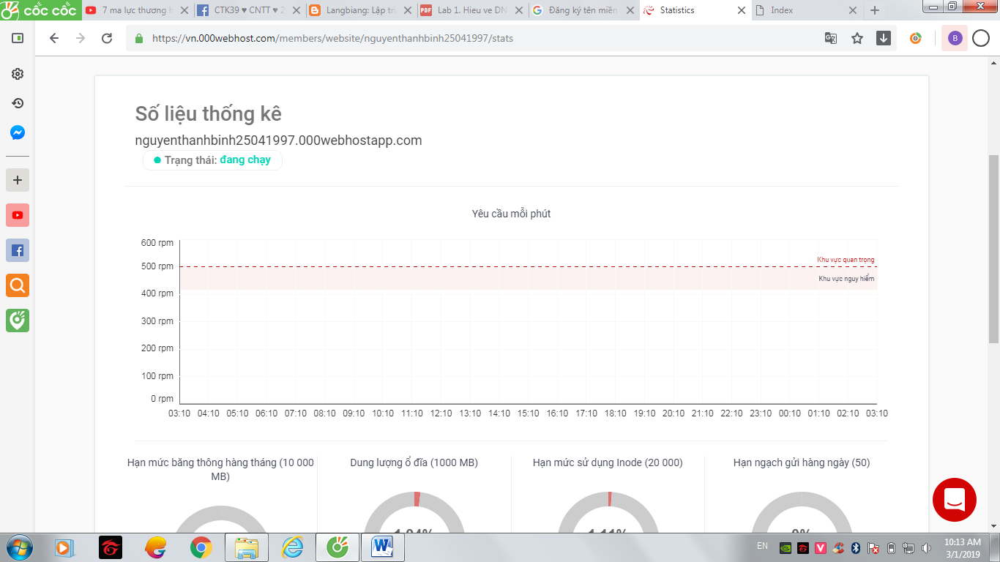 cốc cốc
7 ma lực thương h
CTK39 ♥ CNTT ♥ 2
Langbiang: Lập trì
Lab 1. Hieu ve DN
Đăng ký tên miền
Statistics
Index
https://vn.000webhost.com/members/website/nguyenthanhbinh25041997/stats
B
Số liệu thống kê
nguyenthanhbinh25041997.000webhostapp.com
Trạng thái: đang chạy
Yêu cầu mỗi phút
600 rpm
Khu vực quan trọng
500 rpm
Khu vực nguy hiểm
400 rpm
300 rpm
200 rpm
100 rpm
0 rpm
03:10 04:10 05:10 06:10 07:10 08:10 09:10 10:10 11:10 12:10 13:10 14:10 15:10 16:10 17:10 18:10 19:10 20:10 21:10 22:10 23:10 00:10 01:10 02:10 03:10
Hạn mức băng thông hàng tháng (10 000
MB)
Dung lượng ổ đĩa (1000 MB)
Hạn mức sử dụng Inode (20 000)
Hạn ngạch gửi hàng ngày (50)
EN
10:13 AM
3/1/2019